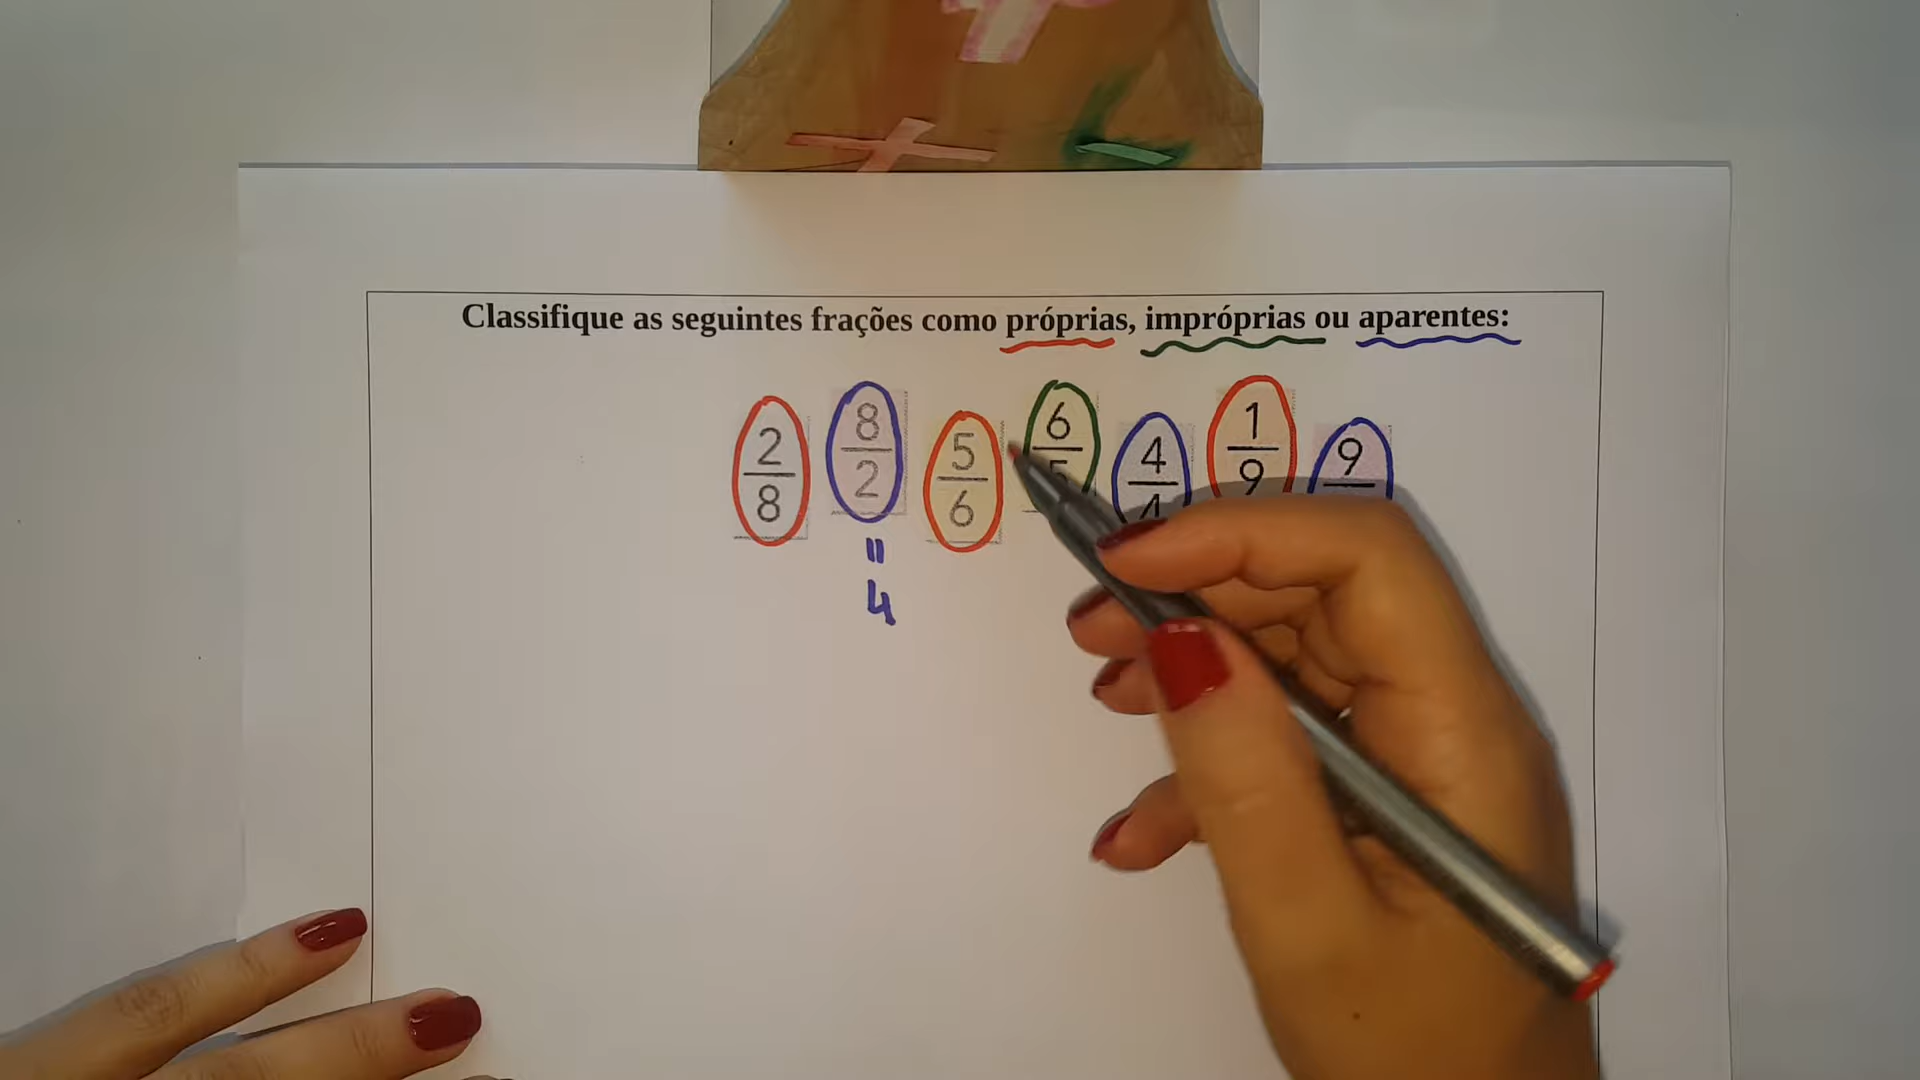 Classifique as seguintes frações como próprias, impróprias ou aparentes:
2 8 5 6 4 1 9
8 2 6 5 4 9
=
4